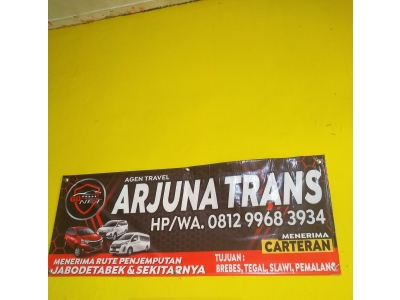 AGEN TRAVEL
ARJUNA TRANS
HP/WA. 0812 9968 3934
MENERIMA
CARTERAN
MENERIMA RUTE PENJEMPUTAN
JABODETABEK & SEKITARNYA
TUJUAN :
BREBES, TEGAL, SLAWI, PEMALANG